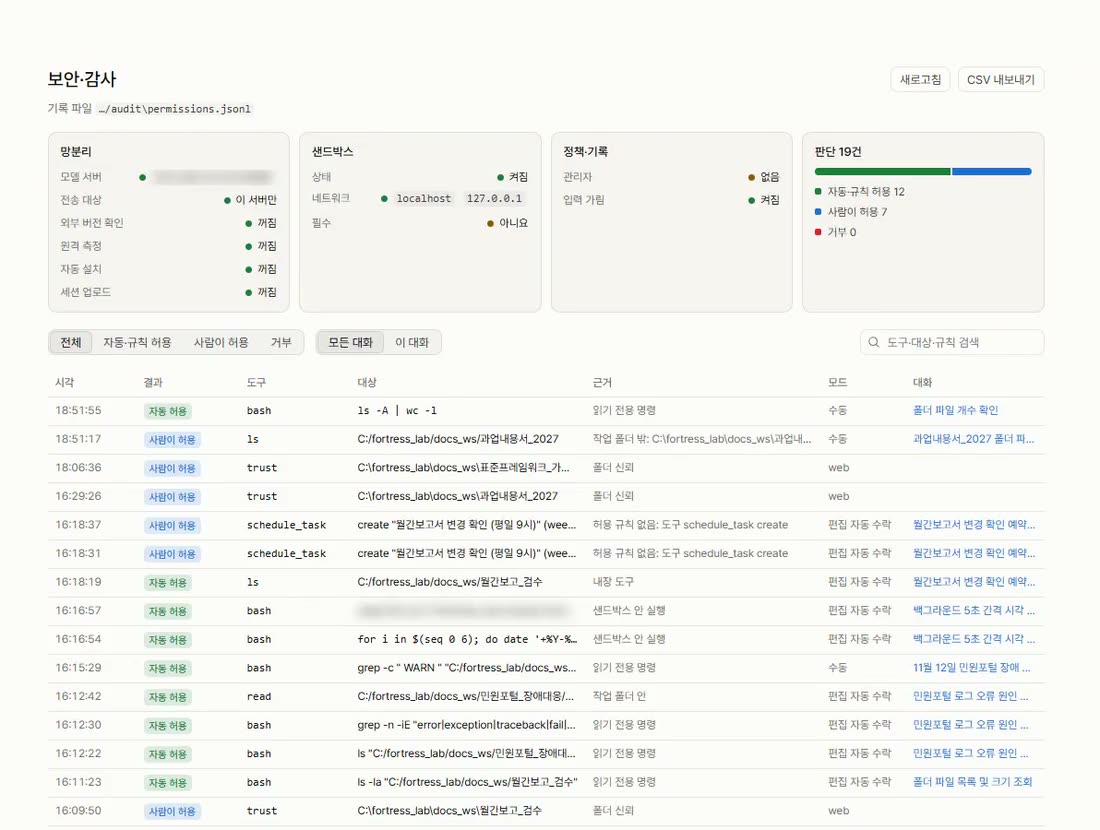 보안·감사
새로고침
CSV 내보내기
기록 파일 …/audit\permissions.jsonl
망분리
모델 서버
전송 대상 이 서버만
외부 버전 확인 꺼짐
원격 측정 꺼짐
자동 설치 꺼짐
세션 업로드 꺼짐
샌드박스
상태 켜짐
네트워크 localhost 127.0.0.1
필수 아니요
정책·기록
관리자 없음
입력 가림 켜짐
판단 19건
자동·규칙 허용 12
사람이 허용 7
거부 0
전체 자동·규칙 허용 사람이 허용 거부 모든 대화 이 대화 도구·대상·규칙 검색
시각 결과 도구 대상 근거 모드 대화
18:51:55 자동 허용 bash ls -A | wc -l 읽기 전용 명령 수동 폴더 파일 개수 확인
18:51:17 사람이 허용 ls C:/fortress_lab/docs_ws/과업내용서_2027 작업 폴더 밖: C:\fortress_lab\docs_ws\과업내... 수동 과업내용서_2027 폴더 파...
18:06:36 사람이 허용 trust C:\fortress_lab\docs_ws\표준프레임워크_가... 폴더 신뢰 web
16:29:26 사람이 허용 trust C:\fortress_lab\docs_ws\과업내용서_2027 폴더 신뢰 web
16:18:37 사람이 허용 schedule_task create "월간보고서 변경 확인 (평일 9시)" (wee... 허용 규칙 없음: 도구 schedule_task create 편집 자동 수락 월간보고서 변경 확인 예약...
16:18:31 사람이 허용 schedule_task create "월간보고서 변경 확인 (평일 9시)" (wee... 허용 규칙 없음: 도구 schedule_task create 편집 자동 수락 월간보고서 변경 확인 예약...
16:18:19 자동 허용 ls C:/fortress_lab/docs_ws/월간보고_검수 내장 도구 편집 자동 수락 월간보고서 변경 확인 예약...
16:16:57 자동 허용 bash 샌드박스 안 실행 편집 자동 수락 백그라운드 5초 간격 시각 ...
16:16:54 자동 허용 bash for i in $(seq 0 6); do date '+%Y-%... 샌드박스 안 실행 편집 자동 수락 백그라운드 5초 간격 시각 ...
16:15:29 자동 허용 bash grep -c " WARN " "C:/fortress_lab/docs_ws... 읽기 전용 명령 수동 11월 12일 민원포털 장애 ...
16:12:42 자동 허용 read C:/fortress_lab/docs_ws/민원포털_장애대응/... 작업 폴더 안 편집 자동 수락 민원포털 로그 오류 원인 ...
16:12:30 자동 허용 bash grep -n -iE "error|exception|traceback|fail|... 읽기 전용 명령 편집 자동 수락 민원포털 로그 오류 원인 ...
16:12:22 자동 허용 bash ls "C:/fortress_lab/docs_ws/민원포털_장애대... 읽기 전용 명령 편집 자동 수락 민원포털 로그 오류 원인 ...
16:11:23 자동 허용 bash ls -la "C:/fortress_lab/docs_ws/월간보고_검수" 읽기 전용 명령 편집 자동 수락 폴더 파일 목록 및 크기 조회
16:09:50 사람이 허용 trust C:\fortress_lab\docs_ws\월간보고_검수 폴더 신뢰 web